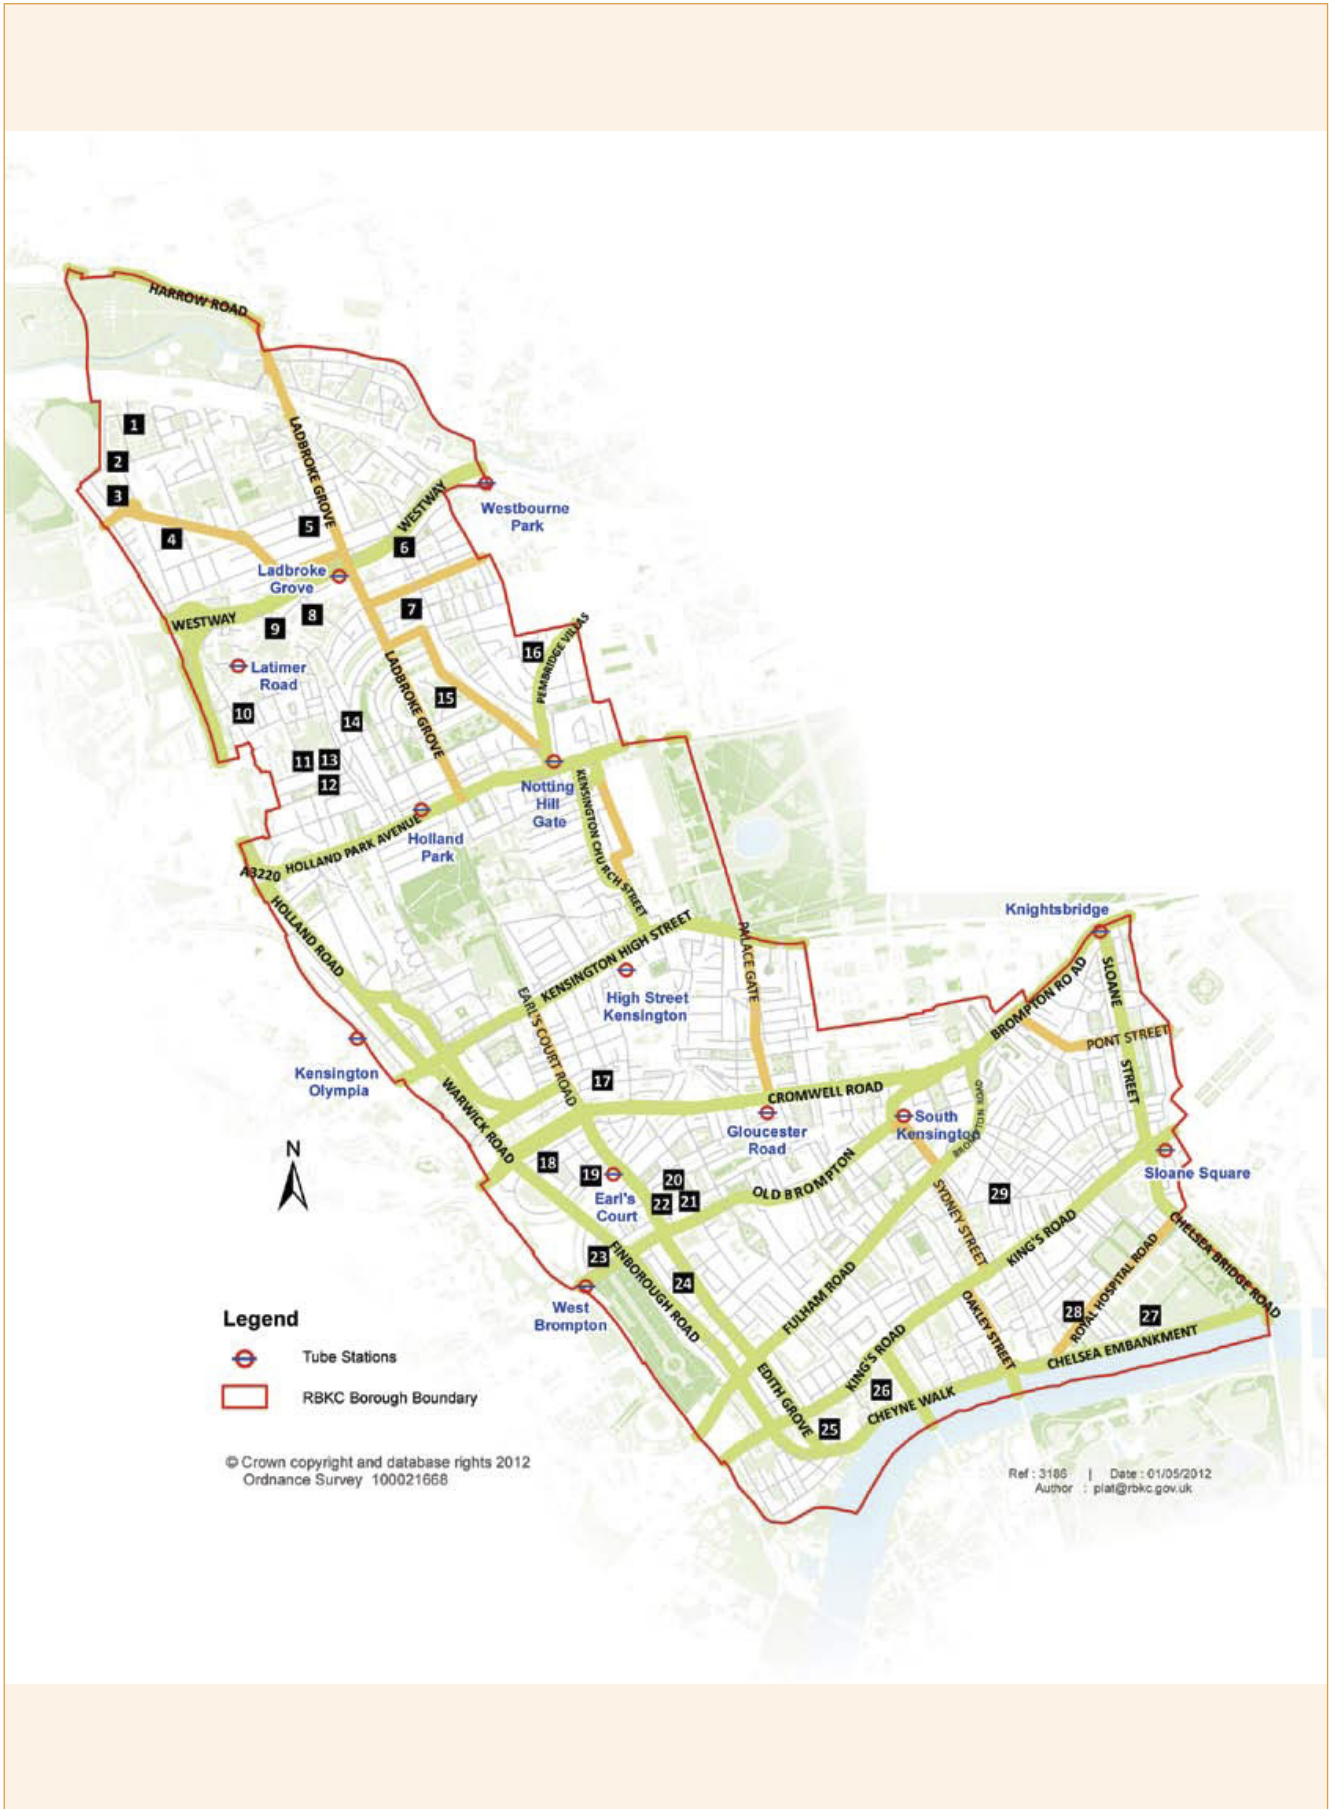 HARROW ROAD
1
LADBROKE GROVE
2
WESTWAY
3
Westbourne
Park
5
4
6
Ladbroke
Grove
7
8
WESTWAY
9
PEMBRIDGE VILLAS
16
Latimer
Road
LADBROKE GROVE
15
10
14
11
13
12
Notting
Hill
Gate
KENSINGTON CHURCH STREET
HOLLAND PARK AVENUE
Holland
Park
A3220
HOLLAND ROAD
Knightsbridge
KENSINGTON HIGH STREET
PALACE GATE
SLOANE
STREET
BROMPTON ROAD
High Street
Kensington
EARL'S COURT ROAD
PONT STREET
Kensington
Olympia
17
WARWICK ROAD
CROMWELL ROAD
BROMPTON ROAD
South
Kensington
Gloucester
Road
N
18
19
20
Earl's
Court
22
21
OLD BROMPTON
Sloane Square
29
SYDNEY STREET
KING'S ROAD
CHELSEA BRIDGE ROAD
23
FINBOROUGH ROAD
24
FULHAM ROAD
ROYAL HOSPITAL ROAD
West
Brompton
OAKLEY STREET
28
27
CHELSEA EMBANKMENT
KING'S ROAD
EDITH GROVE
26
CHEYNE WALK
25
Legend
Tube Stations
RBKC Borough Boundary
© Crown copyright and database rights 2012
Ordnance Survey 100021668
Ref : 3186 | Date : 01/05/2012
Author : plat@rbkc.gov.uk